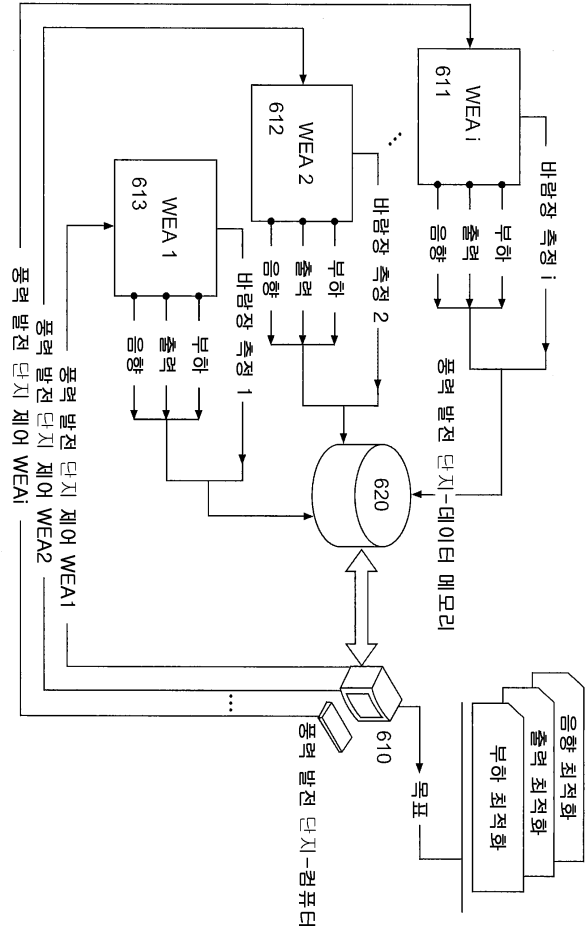 WEA i
611
바람장 측정 i
부하
출력
음향
WEA 2
612
바람장 측정 2
부하
출력
음향
WEA 1
613
바람장 측정 1
부하
출력
음향
풍력 발전 단지-데이터 메모리
620
풍력 발전 단지 제어 WEA1
풍력 발전 단지 제어 WEA2
풍력 발전 단지 제어 WEAi
610
풍력 발전 단지-컴퓨터
목표
음향 최적화
출력 최적화
부하 최적화